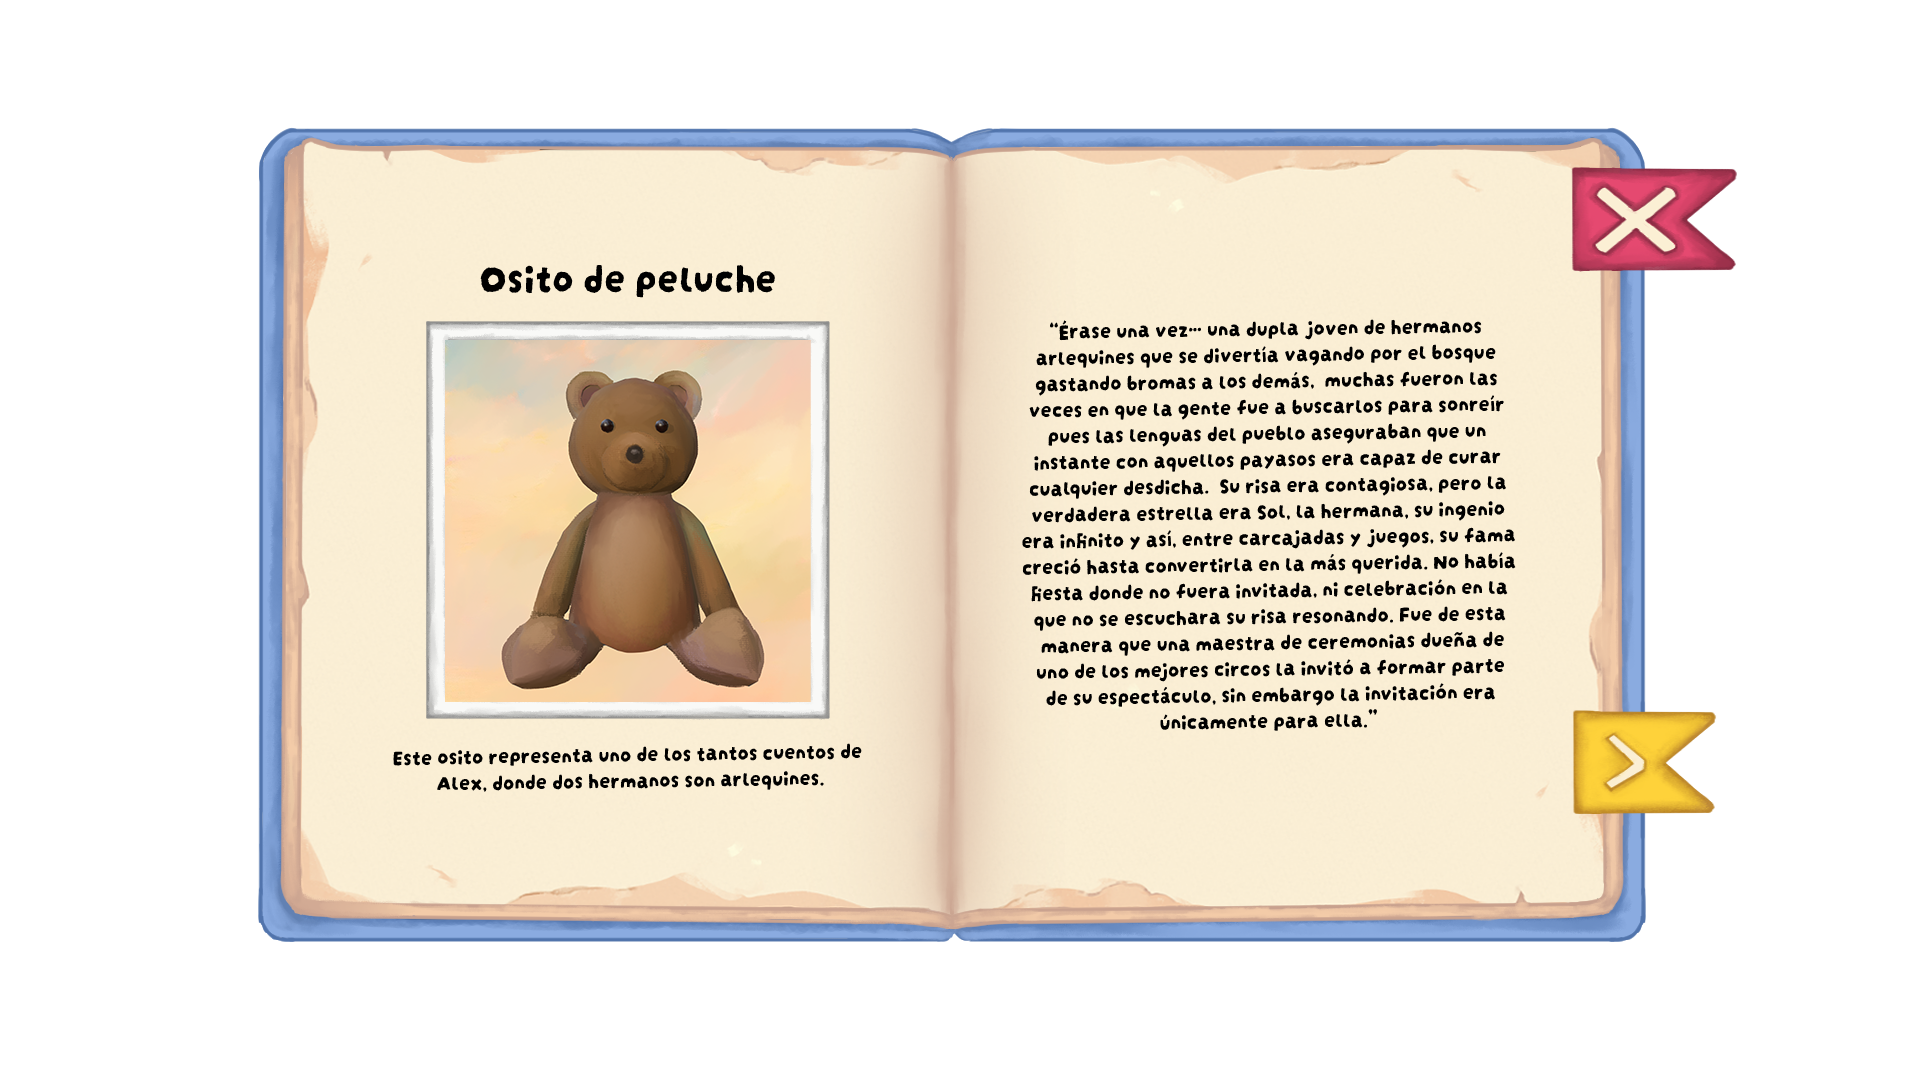 Osito de peluche
Este osito representa uno de los tantos cuentos de
Alex, donde dos hermanos son arlequines.
“Érase una vez... una dupla joven de hermanos
arlequines que se divertía vagando por el bosque
gastando bromas a los demás, muchas fueron las
veces en que la gente fue a buscarlos para sonreír
pues las lenguas del pueblo aseguraban que un
instante con aquellos payasos era capaz de curar
cualquier desdicha. Su risa era contagiosa, pero la
verdadera estrella era Sol, la hermana, su ingenio
era infinito y así, entre carcajadas y juegos, su fama
creció hasta convertirla en la más querida. No había
fiesta donde no fuera invitada, ni celebración en la
que no se escuchara su risa resonando. Fue de esta
manera que una maestra de ceremonias dueña de
uno de los mejores circos la invitó a formar parte
de su espectáculo, sin embargo la invitación era
únicamente para ella.”